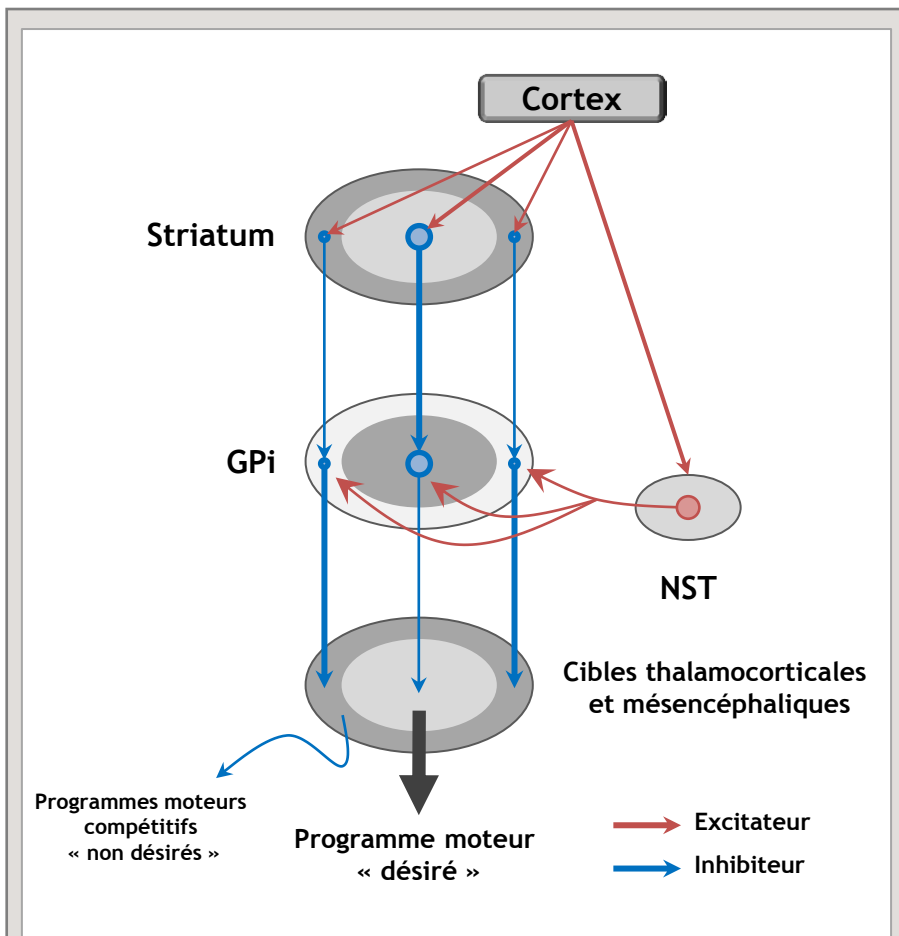 Cortex
Striatum
GPi
NST
Cibles thalamocorticales
et mésencéphaliques
Programmes moteurs
compétitifs
« non désirés »
Programme moteur
« désiré »
Excitateur
Inhibiteur